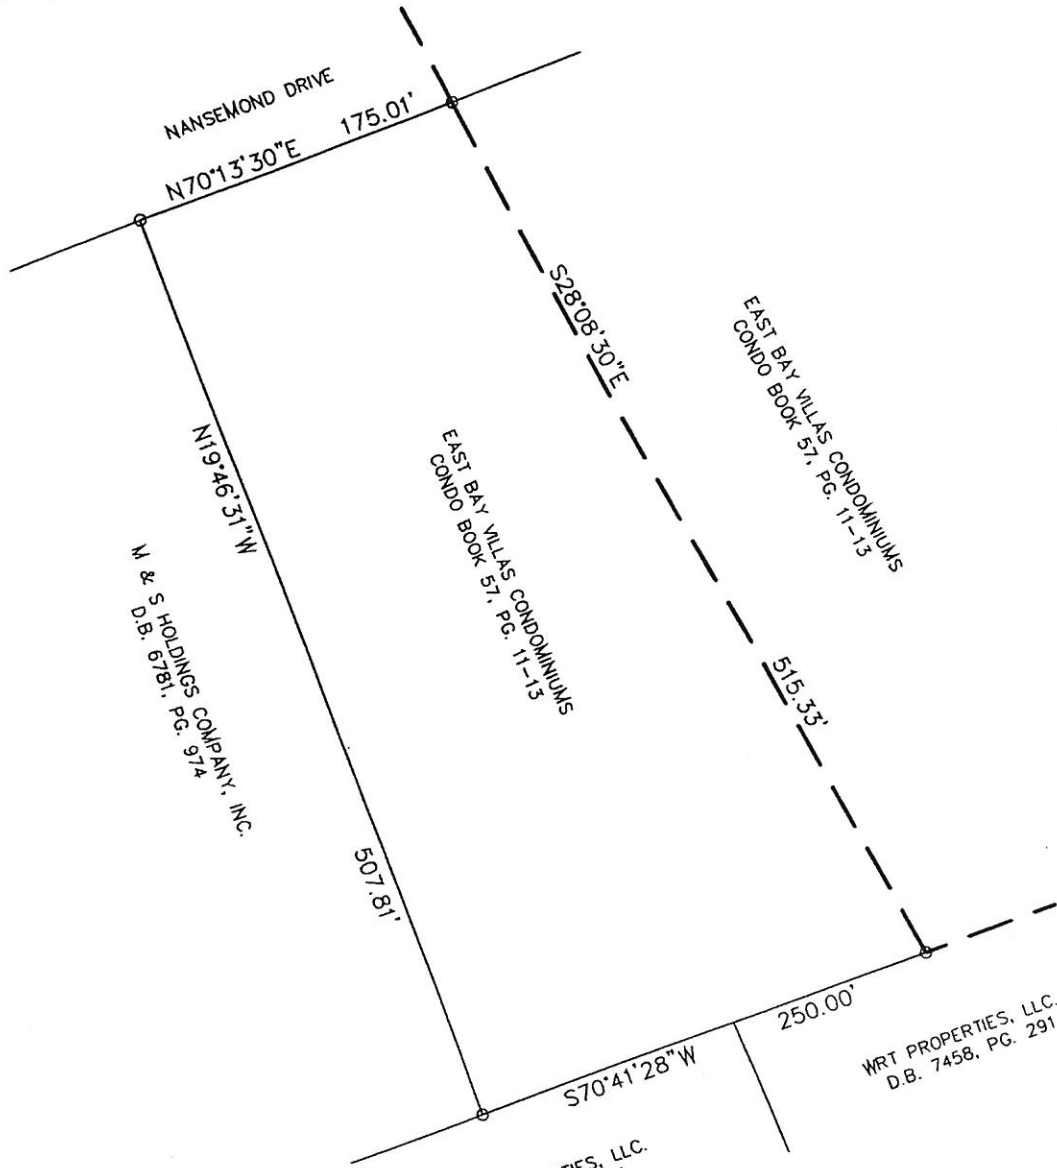 NANSEMOND DRIVE
N70°13'30"E 175.01'
S28°08'30"E
515.33'
EAST BAY VILLAS CONDOMINIUMS
CONDO BOOK 57, PG. 11-13
EAST BAY VILLAS CONDOMINIUMS
CONDO BOOK 57, PG. 11-13
N19°46'31"W
507.81'
M & S HOLDINGS COMPANY, INC.
D.B. 6781, PG. 974
S70°41'28"W
250.00'
WRT PROPERTIES, LLC.
D.B. 7458, PG. 291
LLC.